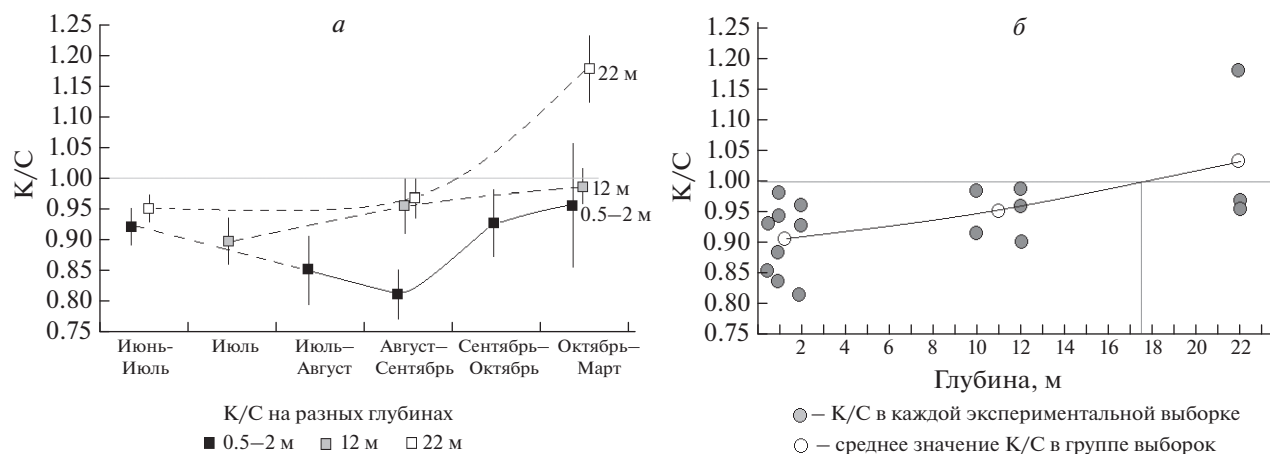 а
К/С
1.25
1.25
1.20
1.15
1.10
1.05
1.00
0.95
0.90
0.85
0.80
0.75
22 м
12 м
0.5–2 м
Июнь-
Июль
Июль
Июль–
Август
Август–
Сентябрь
Сентябрь–
Октябрь
Октябрь–
Март
К/С на разных глубинах
0.5–2 м
12 м
22 м
б
К/С
1.25
1.20
1.15
1.10
1.05
1.00
0.95
0.90
0.85
0.80
0.75
2 4 6 8 10 12 14 16 18 20 22
Глубина, м
– К/С в каждой экспериментальной выборке
– среднее значение К/С в группе выборок